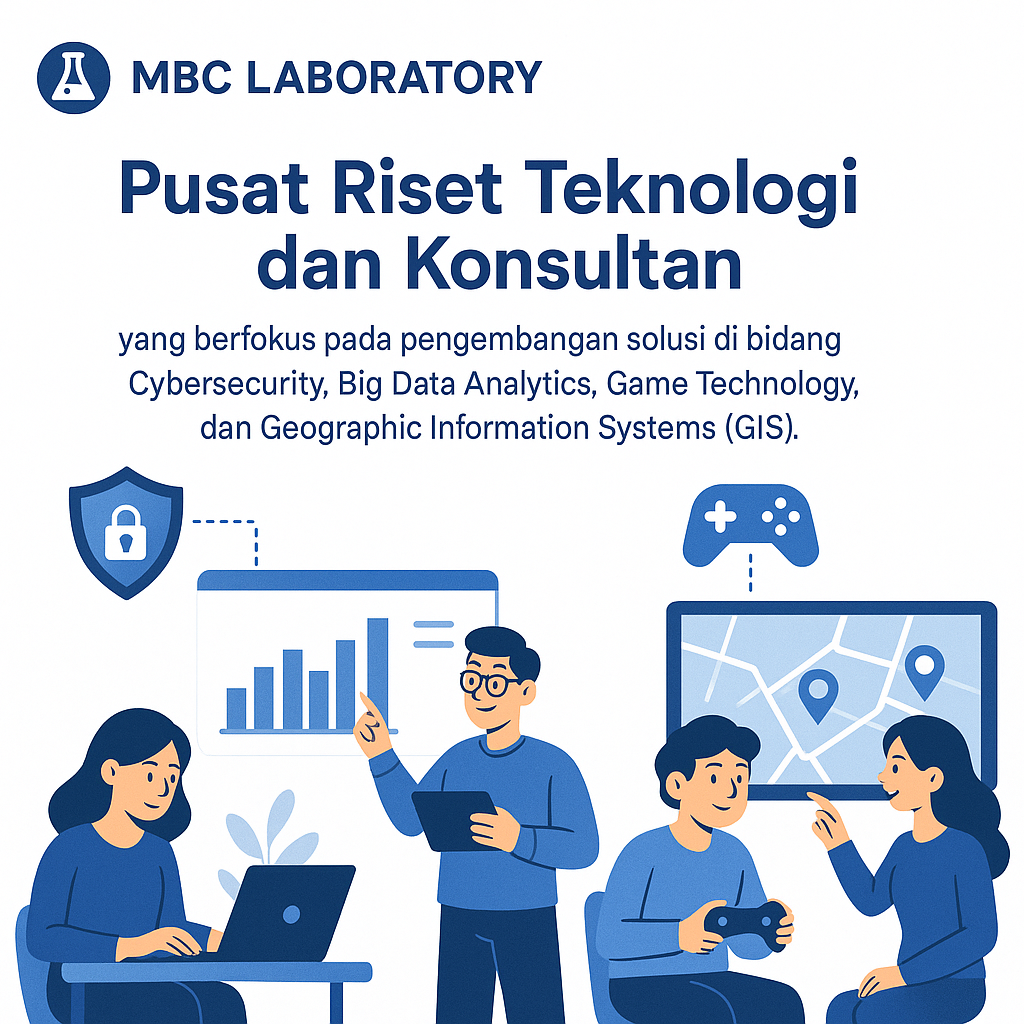 MBC LABORATORY
Pusat Riset Teknologi
dan Konsultan
yang berfokus pada pengembangan solusi di bidang
Cybersecurity, Big Data Analytics, Game Technology,
dan Geographic Information Systems (GIS).